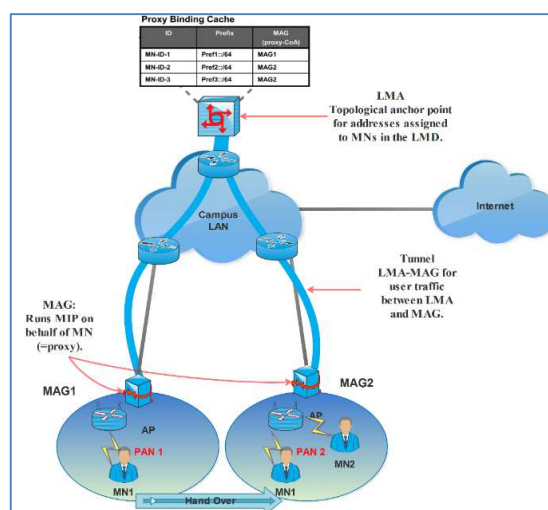 Proxy Binding Cache
ID Prefix MAG
(proxy-CoA)
MN-ID-1 Pref1::/64 MAG1
MN-ID-2 Pref2::/64 MAG2
MN-ID-3 Pref3::/64 MAG2
LMA
Topological anchor point
for addresses assigned
to MNs in the LMD.
Campus
LAN
Internet
Tunnel
LMA-MAG for
user traffic
between LMA
and MAG.
MAG:
Runs MIP on
behalf of MN
(=proxy).
MAG1
MAG2
AP
PAN 1
MN1
AP
PAN 2
MN2
MN1
Hand Over